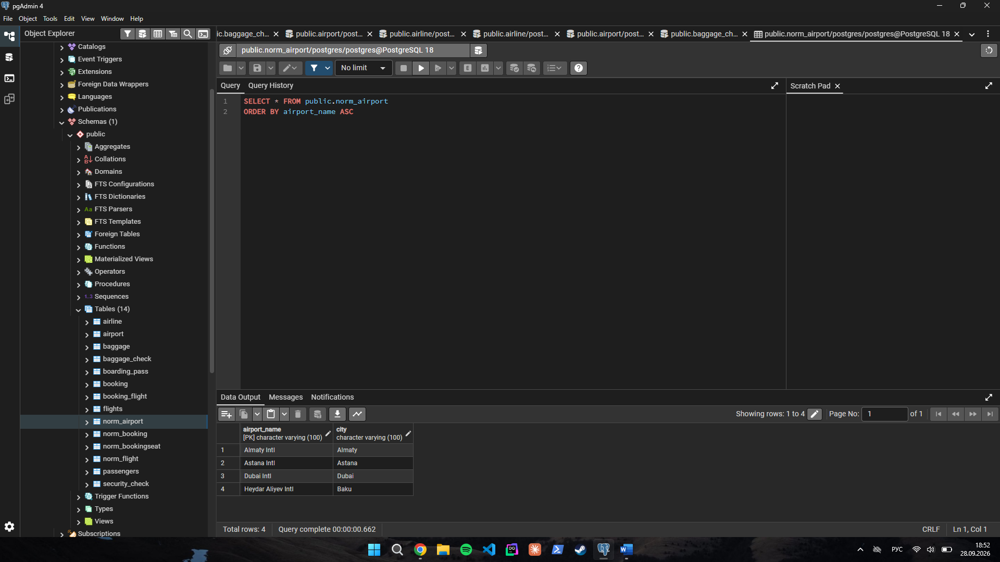 pgAdmin 4
File Object Tools Edit View Window Help
Object Explorer
Catalogs
Event Triggers
Extensions
Foreign Data Wrappers
Languages
Publications
Schemas (1)
public
Aggregates
Collations
Domains
FTS Configurations
FTS Dictionaries
FTS Parsers
FTS Templates
Foreign Tables
Functions
Materialized Views
Operators
Procedures
1..3 Sequences
Tables (14)
airline
airport
baggage
baggage_check
boarding_pass
booking
booking_flight
flights
norm_airport
norm_booking
norm_bookingseat
norm_flight
passengers
security_check
Trigger Functions
Types
Views
Subscriptions
ic.baggage_ch... public.airport/post... public.airline/post... public.airline/post... public.airport/post... public.baggage_ch... public.norm_airport/postgres/postgres@PostgreSQL 18
public.norm_airport/postgres/postgres@PostgreSQL 18
No limit
Query Query History
Scratch Pad
1 SELECT * FROM public.norm_airport
2 ORDER BY airport_name ASC
Data Output Messages Notifications
Showing rows: 1 to 4 Page No: 1 of 1
airport_name city
[PK] character varying (100) character varying (100)
1 Almaty Intl Almaty
2 Astana Intl Astana
3 Dubai Intl Dubai
4 Heydar Aliyev Intl Baku
Total rows: 4 Query complete 00:00:00.662 CRLF Ln 1, Col 1
РУС
18:52
28.09.2026